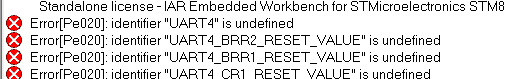 Standalone license - IAR Embedded Workbench for STMicroelectronics STM8
Error[Pe020]: identifier "UART4" is undefined
Error[Pe020]: identifier "UART4_BRR2_RESET_VALUE" is undefined
Error[Pe020]: identifier "UART4_BRR1_RESET_VALUE" is undefined
Error[Pe020]: identifier "UART4_CR1_RESET_VALUE" is undefined